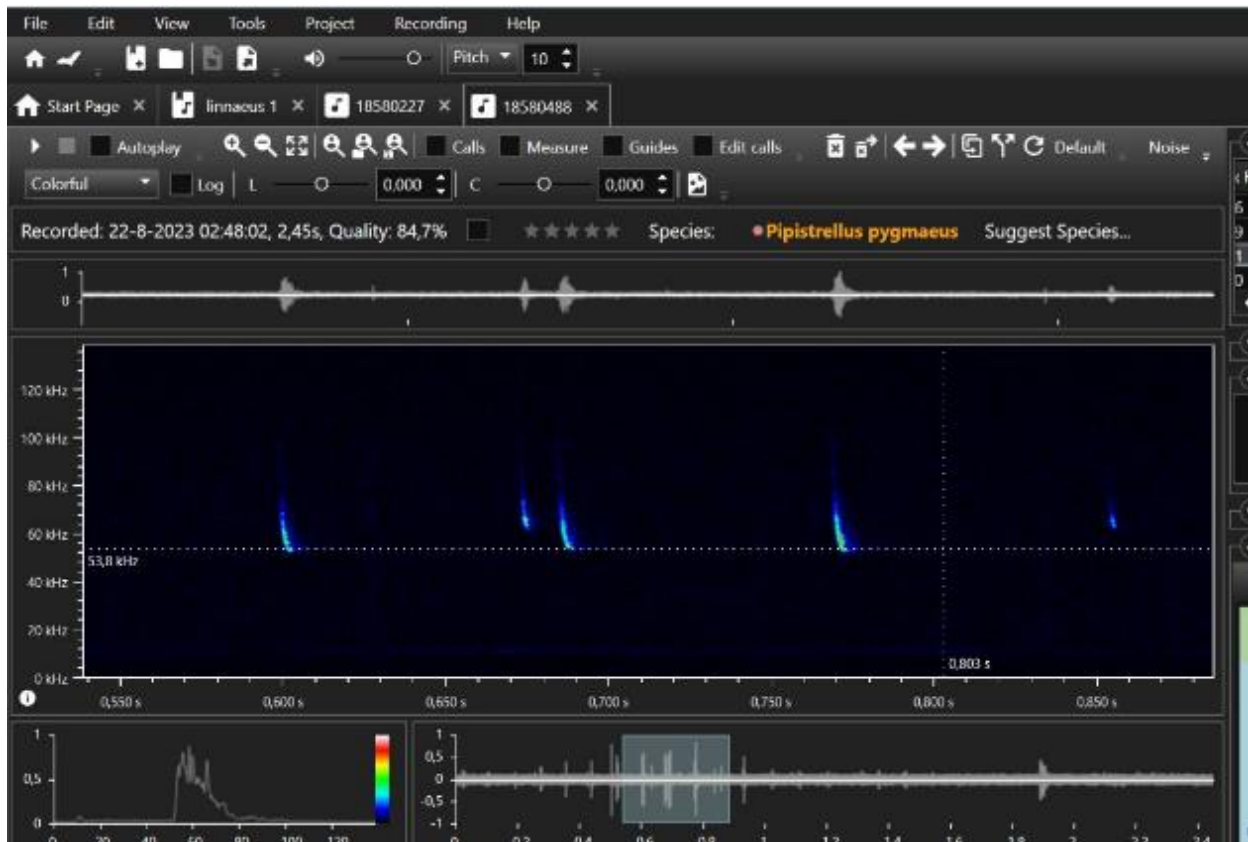 File Edit View Tools Project Recording Help
Pitch 10
Start Page × linnaeus 1 × 18580227 × 18580488 ×
Autoplay Calls Measure Guides Edit calls Default Noise
Colorful Log L 0,000 C 0,000
Recorded: 22-8-2023 02:48:02, 2,45s, Quality: 84,7% Species: Pipistrellus pygmaeus Suggest Species...
1
0
120 kHz
100 kHz
80 kHz
60 kHz
53,8 kHz
40 kHz
20 kHz
0,803 s
0 kHz
0,550 s 0,600 s 0,650 s 0,700 s 0,750 s 0,800 s 0,850 s
1 1
0,5 0,5
0 0
-0,5
-1